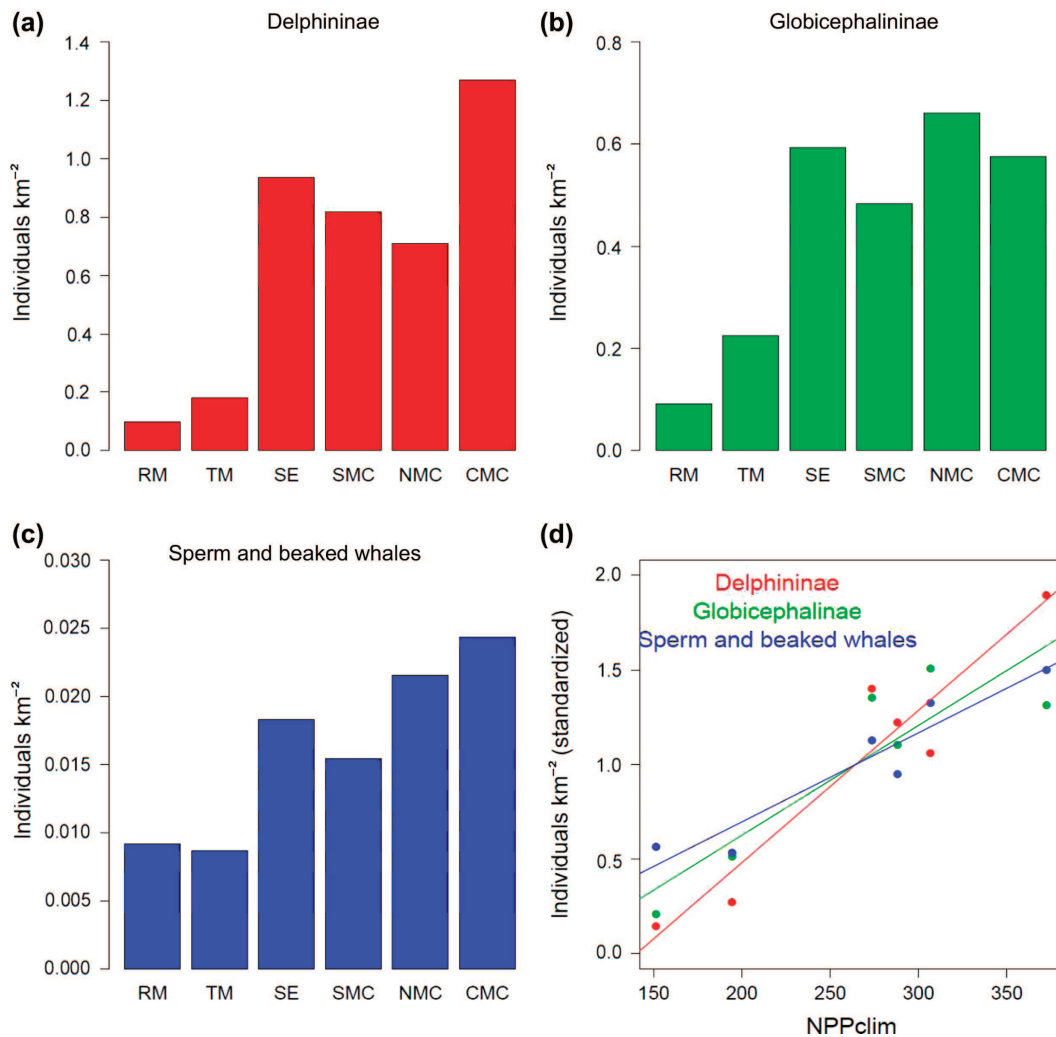 (a)
Delphininae
Individuals km⁻²
1.4
1.2
1.0
0.8
0.6
0.4
0.2
0.0
RM TM SE SMC NMC CMC
(b)
Globicephalininae
Individuals km⁻²
0.8
0.6
0.4
0.2
0.0
RM TM SE SMC NMC CMC
(c)
Sperm and beaked whales
Individuals km⁻²
0.030
0.025
0.020
0.015
0.010
0.005
0.000
RM TM SE SMC NMC CMC
(d)
Delphininae
Globicephalinae
Sperm and beaked whales
Individuals km⁻² (standardized)
2.0
1.5
1.0
0.5
0.0
150 200 250 300 350
NPPclim